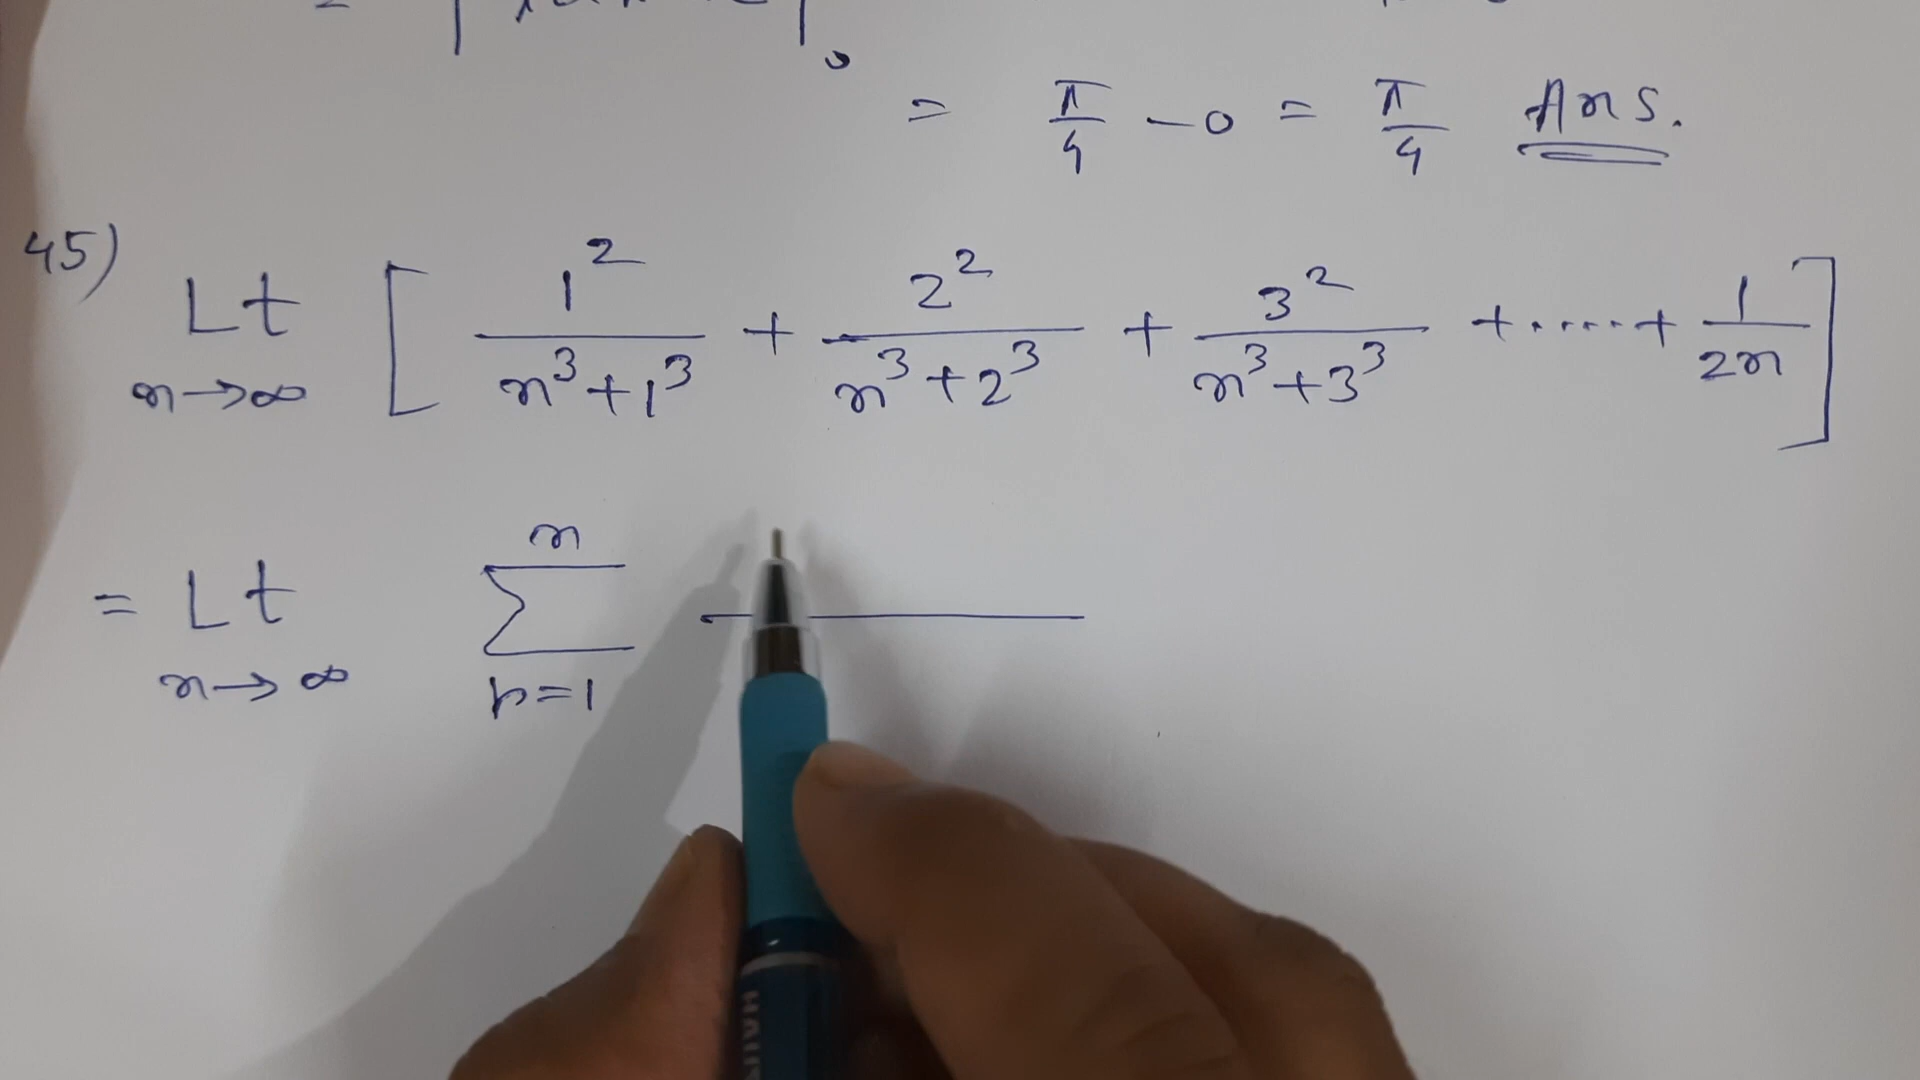 = π/4 - 0 = π/4 Ans.
45) Lt n→∞ [ 1²/(n³+1³) + 2²/(n³+2³) + 3²/(n³+3³) + ..... + 1/2n ]
= Lt n→∞ Σ r=1 n